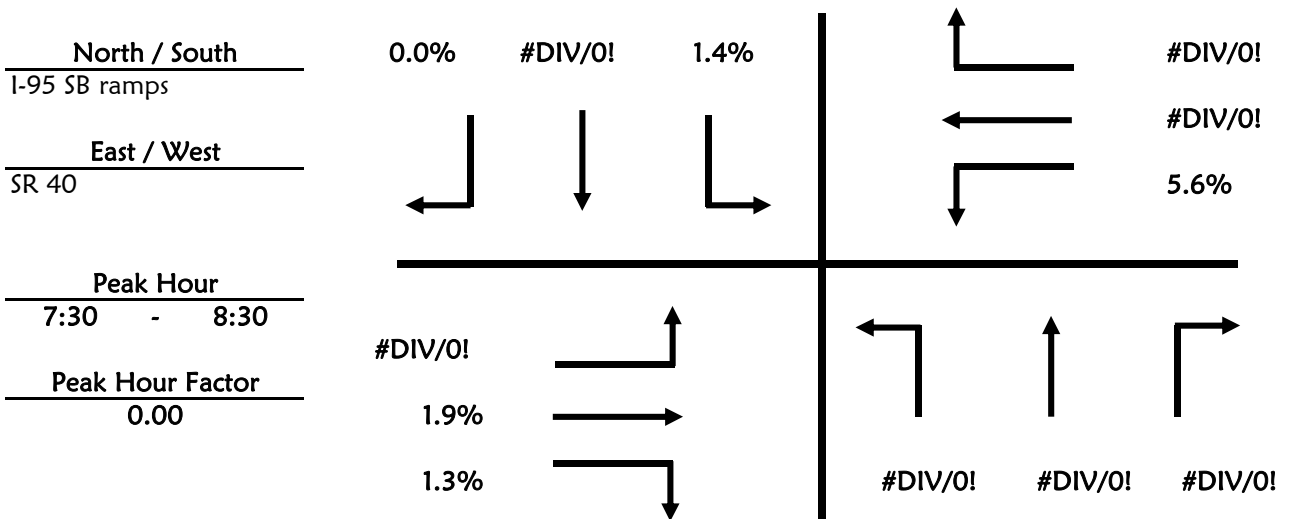 North / South
I-95 SB ramps
East / West
SR 40
Peak Hour
7:30 - 8:30
Peak Hour Factor
0.00
0.0% #DIV/0! 1.4%
#DIV/0!
#DIV/0!
5.6%
#DIV/0!
1.9%
1.3%
#DIV/0! #DIV/0! #DIV/0!